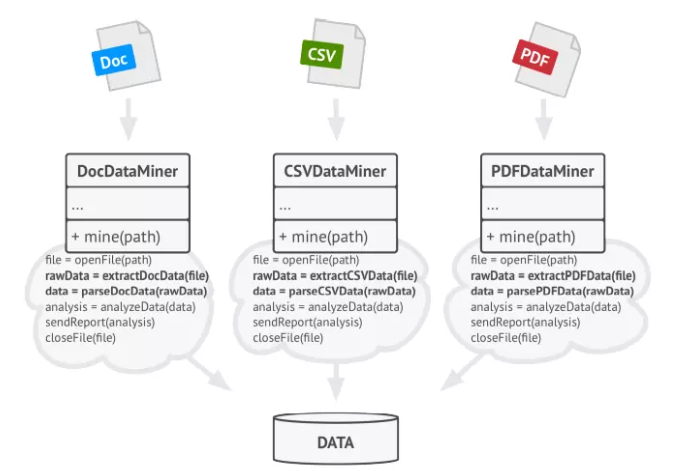 Doc
CSV
PDF
DocDataMiner
...
+ mine(path)
file = openFile(path)
rawData = extractDocData(file)
data = parseDocData(rawData)
analysis = analyzeData(data)
sendReport(analysis)
closeFile(file)
CSVDataMiner
...
+ mine(path)
file = openFile(path)
rawData = extractCSVData(file)
data = parseCSVData(rawData)
analysis = analyzeData(data)
sendReport(analysis)
closeFile(file)
PDFDataMiner
...
+ mine(path)
file = openFile(path)
rawData = extractPDFData(file)
data = parsePDFData(rawData)
analysis = analyzeData(data)
sendReport(analysis)
closeFile(file)
DATA